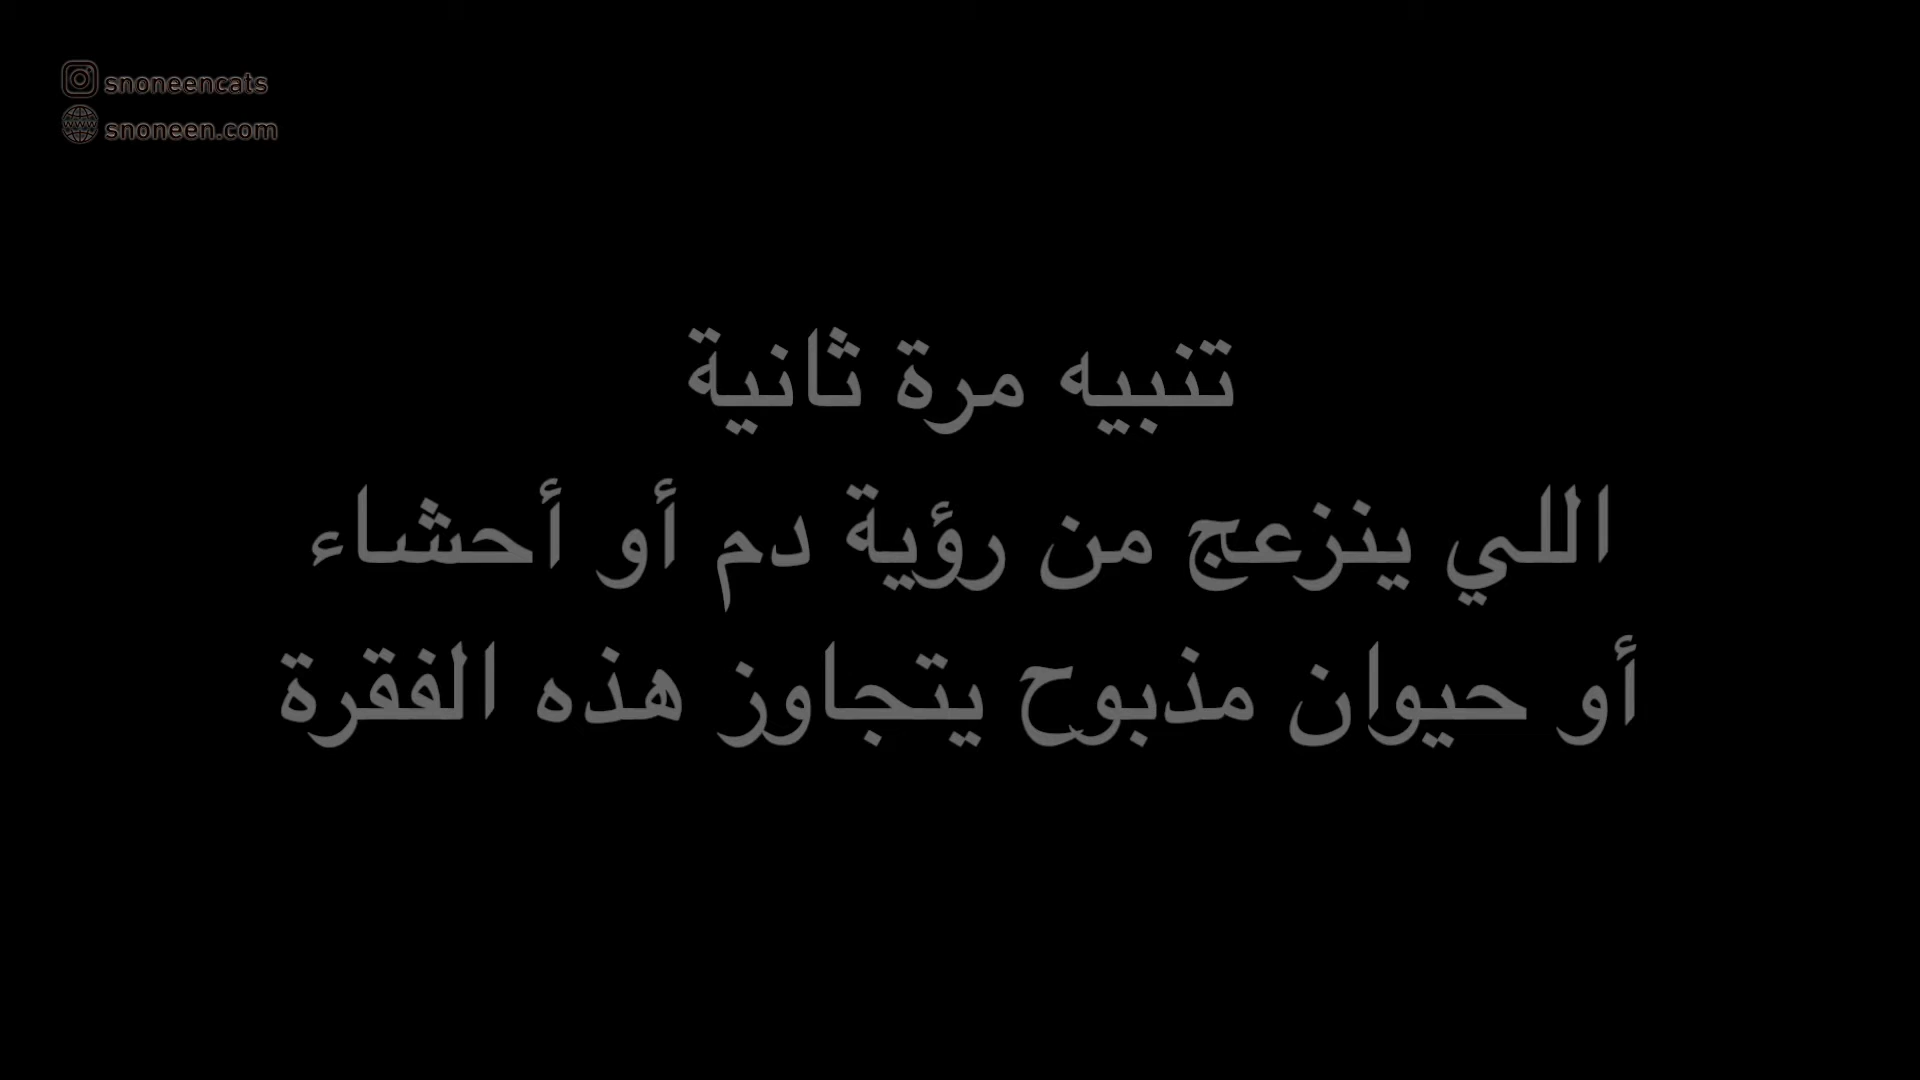 snoneencats
snoneen.com
تنبيه مرة ثانية
اللي ينزعج من رؤية دم أو أحشاء
أو حيوان مذبوح يتجاوز هذه الفقرة